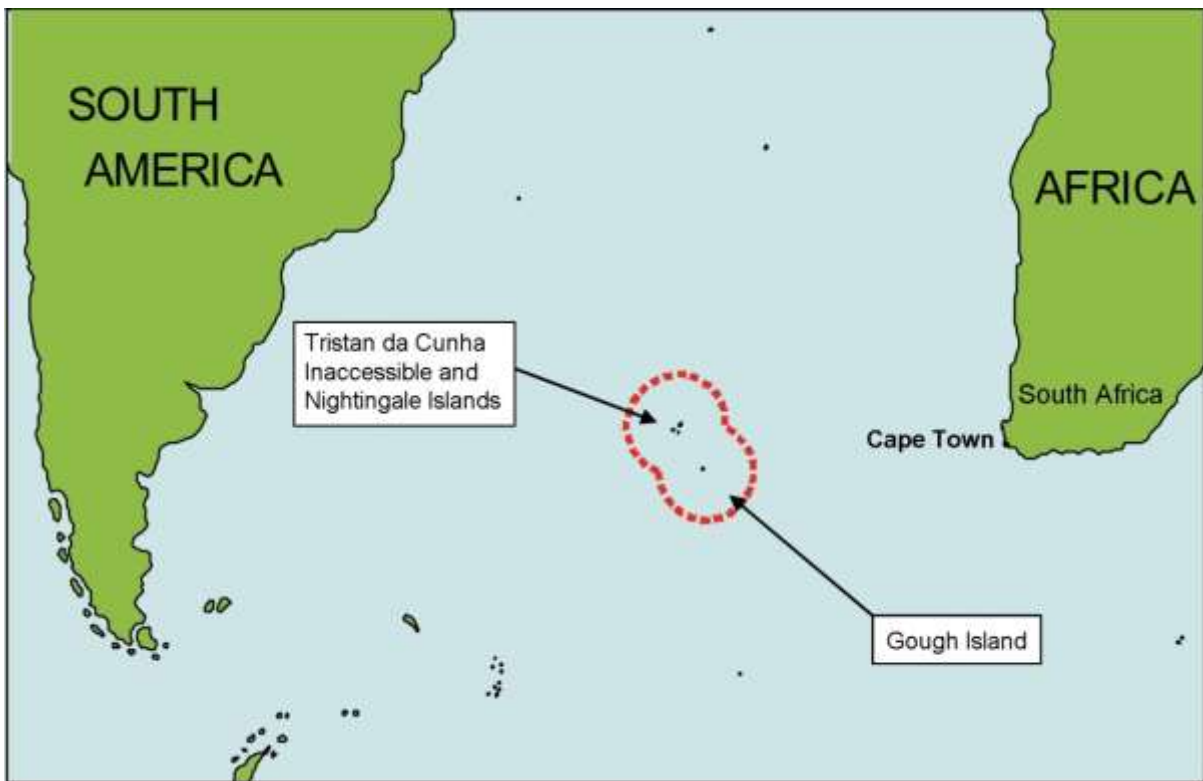 SOUTH
AMERICA
AFRICA
Tristan da Cunha
Inaccessible and
Nightingale Islands
South Africa
Cape Town
Gough Island